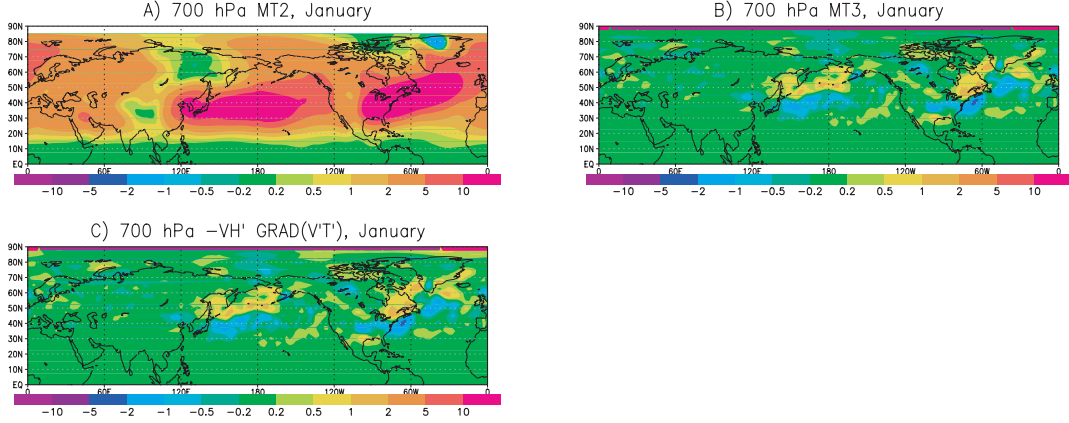 A) 700 hPa MT2, January
90N
80N
70N
60N
50N
40N
30N
20N
10N
EQ
0 60E 120E 180 120W 60W 0
−10 −5 −2 −1 −0.5 −0.2 0.2 0.5 1 2 5 10
B) 700 hPa MT3, January
90N
80N
70N
60N
50N
40N
30N
20N
10N
EQ
0 60E 120E 180 120W 60W 0
−10 −5 −2 −1 −0.5 −0.2 0.2 0.5 1 2 5 10
C) 700 hPa −VH' GRAD(V'T'), January
90N
80N
70N
60N
50N
40N
30N
20N
10N
EQ
0 60E 120E 180 120W 60W 0
−10 −5 −2 −1 −0.5 −0.2 0.2 0.5 1 2 5 10